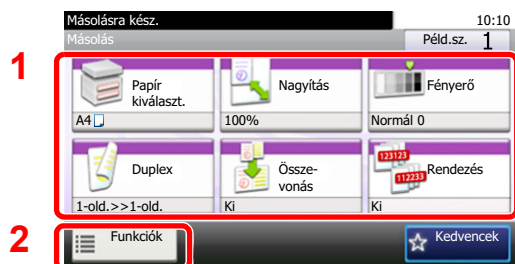 Másolásra kész. 10:10
Másolás Péld.sz. 1
1
Papír
kiválaszt.
A4
Nagyítás
100%
Fényerő
Normál 0
Duplex
1-old.>>1-old.
Össze-
vonás
Ki
123123
112233
Rendezés
Ki
2
Funkciók
Kedvencek